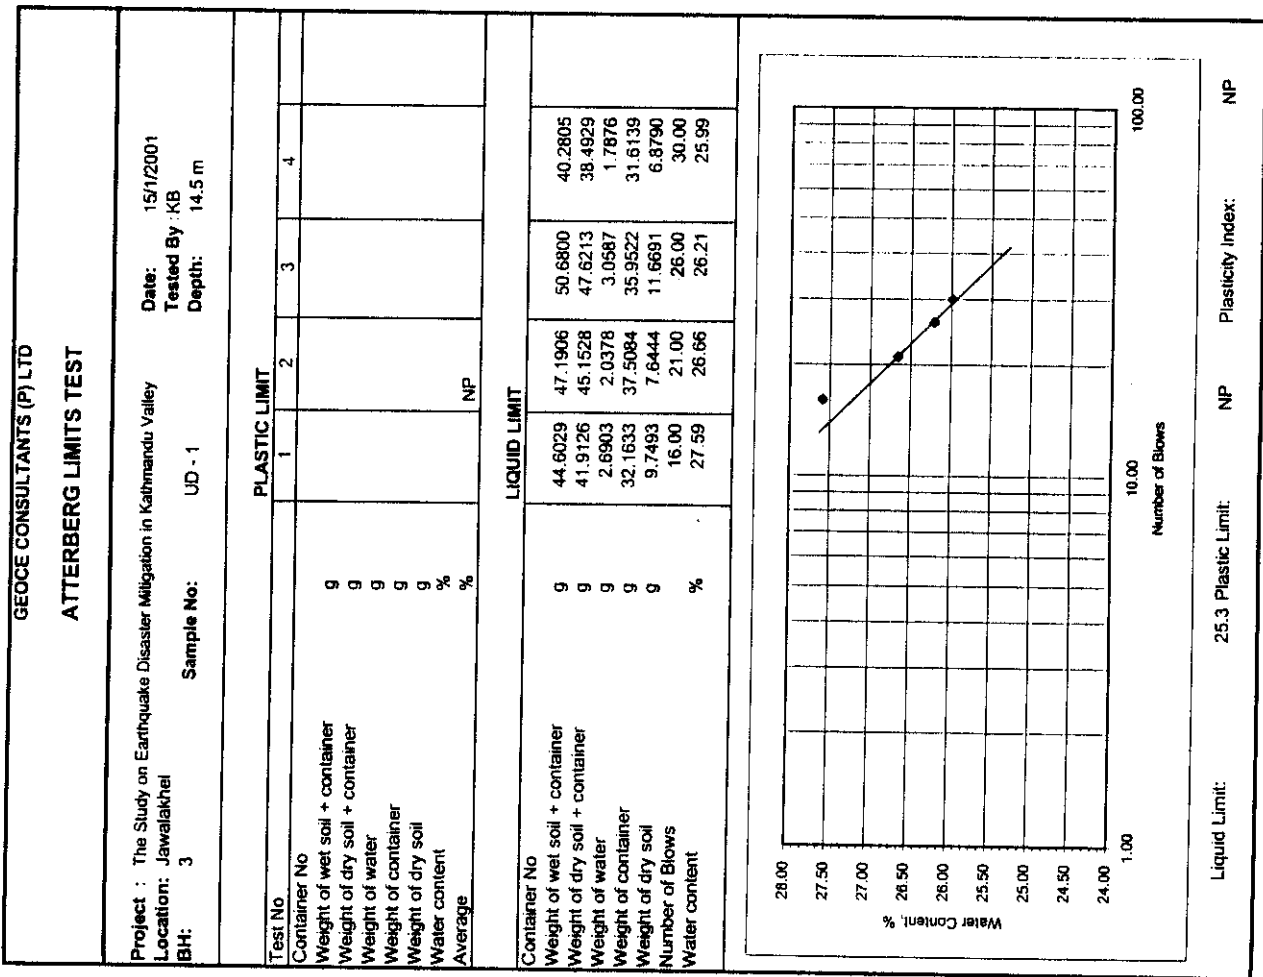 GEOCE CONSULTANTS (P) LTD
ATTERBERG LIMITS TEST
Project : The Study on Earthquake Disaster Mitigation in Kathmandu Valley Date: 15/1/2001
Location: Jawalakhel Tested By : KB
BH: 3 Sample No: UD - 1 Depth: 14.5 m
PLASTIC LIMIT
Test No 1 2 3 4
Container No
Weight of wet soil + container g
Weight of dry soil + container g
Weight of water g
Weight of container g
Weight of dry soil g
Water content %
Average % NP
LIQUID LIMIT
Container No
Weight of wet soil + container g 44.6029 47.1906 50.6800 40.2805
Weight of dry soil + container g 41.9126 45.1528 47.6213 38.4929
Weight of water g 2.6903 2.0378 3.0587 1.7876
Weight of container g 32.1633 37.5084 35.9522 31.6139
Weight of dry soil g 9.7493 7.6444 11.6691 6.8790
Number of Blows 16.00 21.00 26.00 30.00
Water content % 27.59 26.66 26.21 25.99
28.00
27.50
27.00
26.50
26.00
25.50
25.00
24.50
24.00
Water Content, %
1.00 10.00 100.00
Number of Blows
Liquid Limit: 25.3 Plastic Limit: NP Plasticity Index: NP